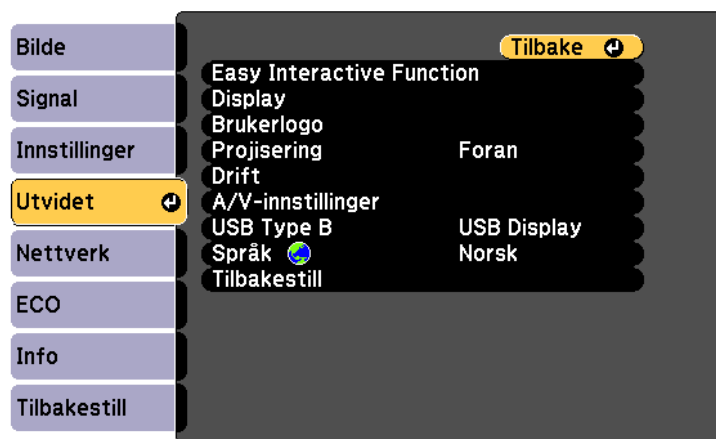 Bilde
Signal
Innstillinger
Utvidet
Nettverk
ECO
Info
Tilbakestill
Tilbake
Easy Interactive Function
Display
Brukerlogo
Projisering Foran
Drift
A/V-innstillinger
USB Type B USB Display
Språk Norsk
Tilbakestill